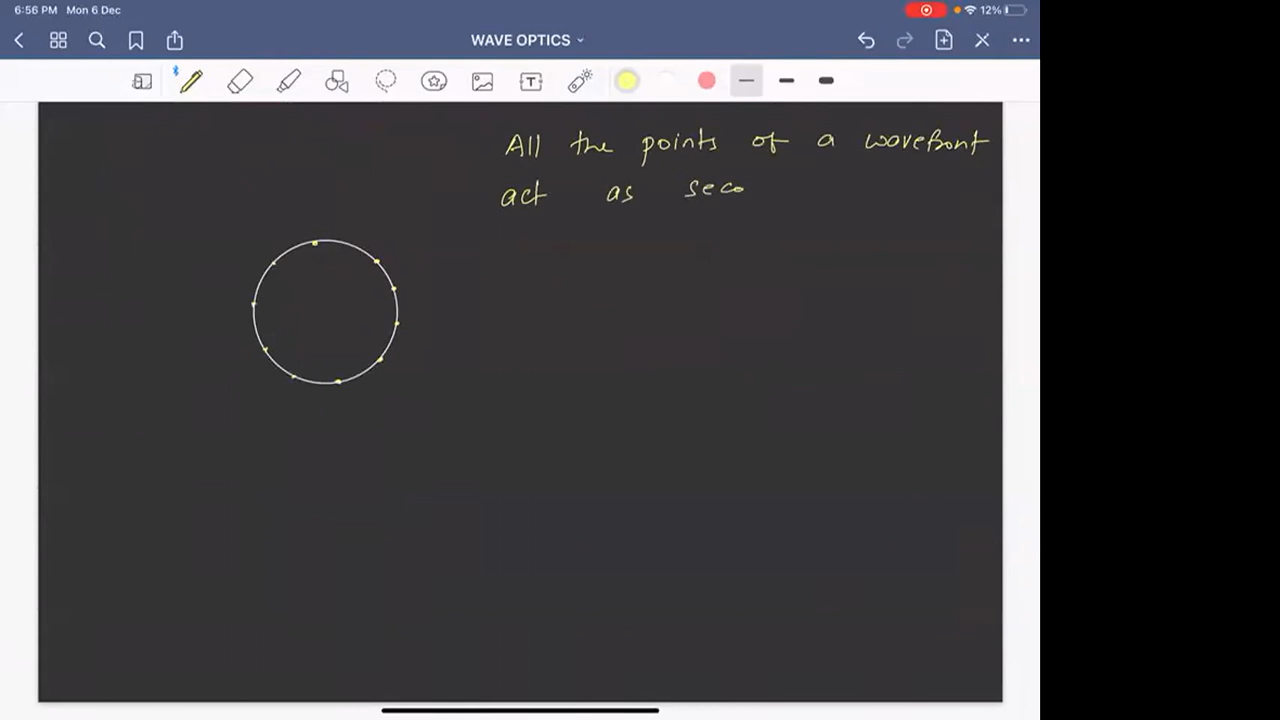 6:56 PM Mon 6 Dec
12%
WAVE OPTICS
All the points of a wavefront
act as seco